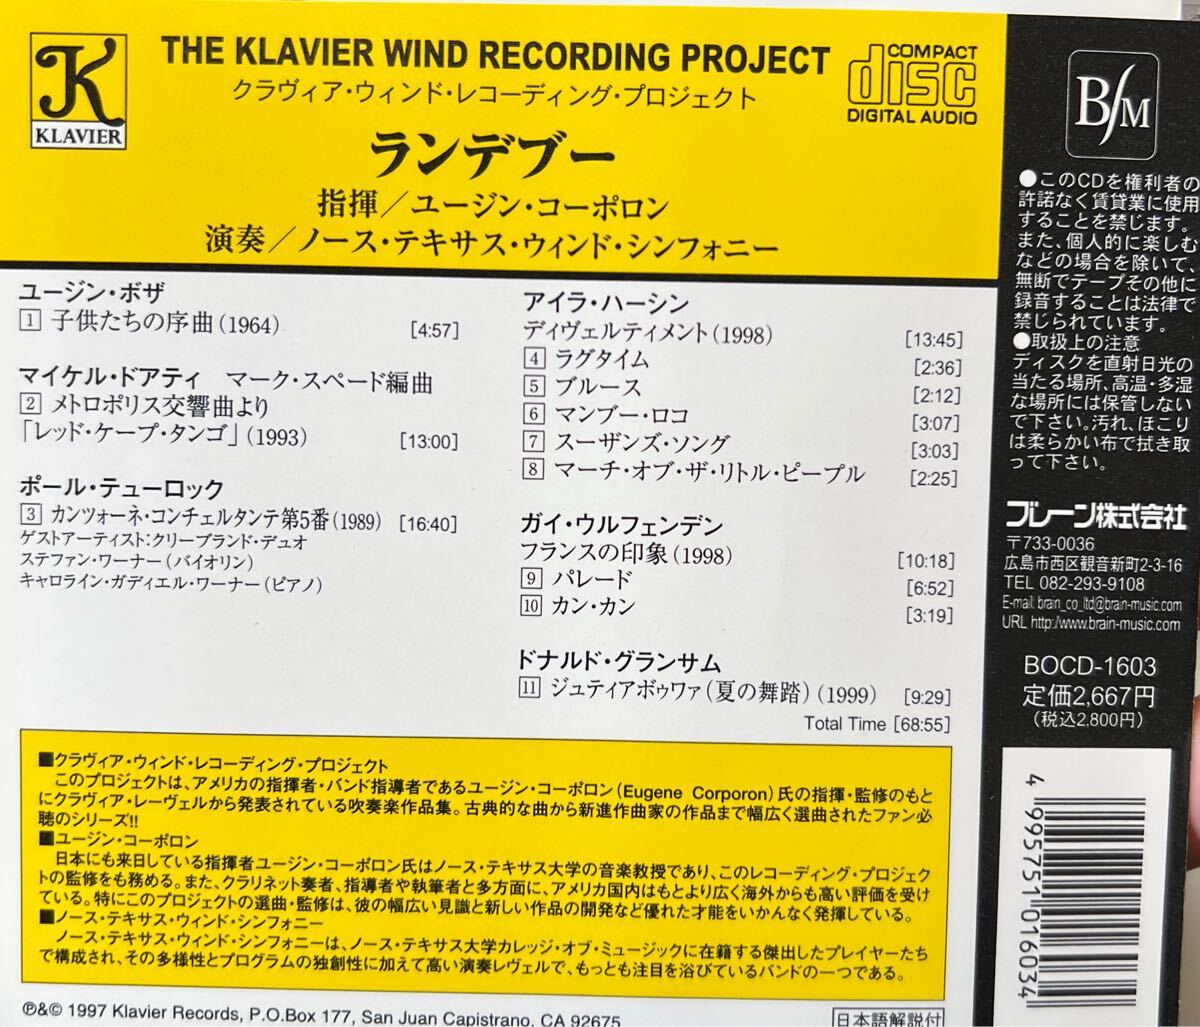 K
KLAVIER
THE KLAVIER WIND RECORDING PROJECT
クラヴィア・ウィンド・レコーディング・プロジェクト
COMPACT
disc
DIGITAL AUDIO
ランデブー
指揮/ユージン・コーポロン
演奏/ノース・テキサス・ウィンド・シンフォニー
ユージン・ボザ
1 子供たちの序曲(1964) [4:57]
マイケル・ドアティ マーク・スペード編曲
2 メトロポリス交響曲より
「レッド・ケープ・タンゴ」(1993) [13:00]
ポール・テューロック
3 カンツォーネ・コンチェルタンテ第5番(1989) [16:40]
ゲストアーティスト:クリーブランド・デュオ
ステファン・ワーナー(バイオリン)
キャロライン・ガディエル・ワーナー(ピアノ)
アイラ・ハーシン
ディヴェルティメント(1998) [13:45]
4 ラグタイム [2:36]
5 ブルース [2:12]
6 マンブー・ロコ [3:07]
7 スーザンズ・ソング [3:03]
8 マーチ・オブ・ザ・リトル・ピープル [2:25]
ガイ・ウルフェンデン
フランスの印象(1998) [10:18]
9 パレード [6:52]
10 カン・カン [3:19]
ドナルド・グランサム
11 ジュティアボゥワァ(夏の舞踏)(1999) [9:29]
Total Time [68:55]
■クラヴィア・ウィンド・レコーディング・プロジェクト
このプロジェクトは、アメリカの指揮者・バンド指導者であるユージン・コーポロン(Eugene Corporon)氏の指揮・監修のもと
にクラヴィア・レーヴェルから発表されている吹奏楽作品集。古典的な曲から新進作曲家の作品まで幅広く選曲されたファン必
聴のシリーズ!!
■ユージン・コーポロン
日本にも来日している指揮者ユージン・コーポロン氏はノース・テキサス大学の音楽教授であり、このレコーディング・プロジェク
トの監修をも務める。また、クラリネット奏者、指導者や執筆者と多方面に、アメリカ国内はもとより広く海外からも高い評価を受け
ている。特にこのプロジェクトの選曲・監修は、彼の幅広い見識と新しい作品の開発など優れた才能をいかんなく発揮している。
■ノース・テキサス・ウィンド・シンフォニー
ノース・テキサス・ウィンド・シンフォニーは、ノース・テキサス大学カレッジ・オブ・ミュージックに在籍する傑出したプレイヤーたち
で構成され、その多様性とプログラムの独創性に加えて高い演奏レヴェルで、もっとも注目を浴びているバンドの一つである。
℗&© 1997 Klavier Records, P.O.Box 177, San Juan Capistrano, CA 92675
日本語解説付
BfM
●このCDを権利者の
許諾なく賃貸業に使用
することを禁じます。
また、個人的に楽しむ
などの場合を除いて、
無断でテープその他に
録音することは法律で
禁じられています。
●取扱上の注意
ディスクを直射日光の
当たる場所、高温・多湿
な場所には保管しない
で下さい。汚れ、ほこり
は柔らかい布で拭き取
って下さい。
ブレーン株式会社
〒733-0036
広島市西区観音新町2-3-16
TEL 082-293-9108
E-mail: brain_co_ltd@brain-music.com
URL http:/www.brain-music.com
BOCD-1603
定価2,667円
(税込2,800円)
4 995751 016034